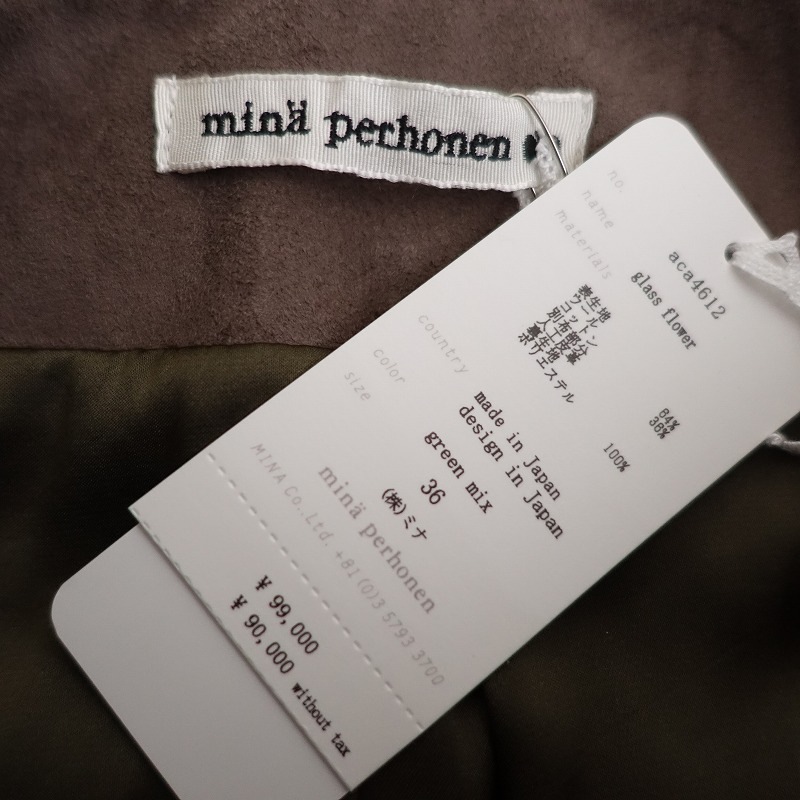 minä perhonen
no. aca4612
name glass flower
materials
表生地
ウール 64%
コットン 36%
別布部分
人工皮革
裏生地
ポリエステル 100%
country made in Japan
design in Japan
color green mix
size 36
(株)ミナ
minä perhonen
MINA Co.,Ltd. +81(0)3 5793 3700
¥ 99,000
¥ 90,000 without tax